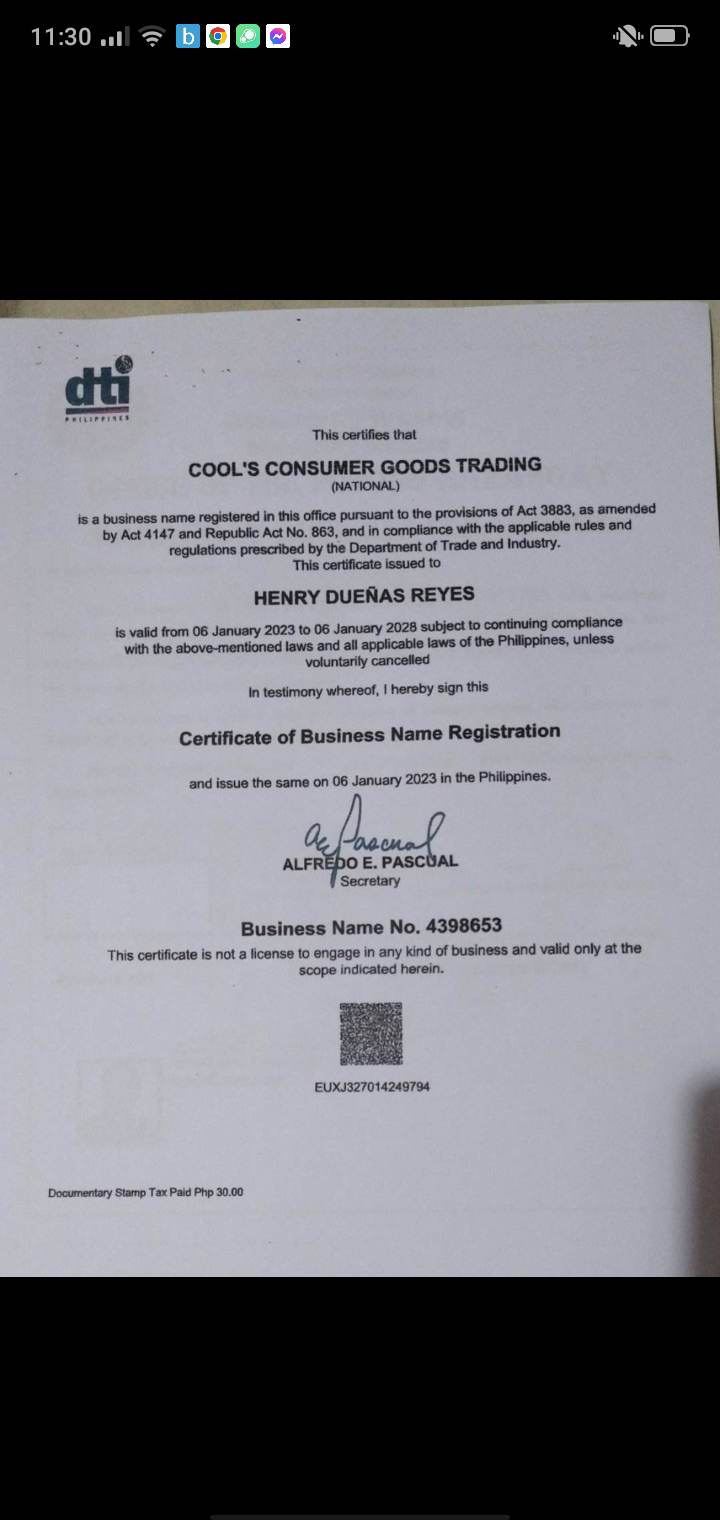 11:30
b
dti
PHILIPPINES
This certifies that
COOL'S CONSUMER GOODS TRADING
(NATIONAL)
is a business name registered in this office pursuant to the provisions of Act 3883, as amended
by Act 4147 and Republic Act No. 863, and in compliance with the applicable rules and
regulations prescribed by the Department of Trade and Industry.
This certificate issued to
HENRY DUEÑAS REYES
is valid from 06 January 2023 to 06 January 2028 subject to continuing compliance
with the above-mentioned laws and all applicable laws of the Philippines, unless
voluntarily cancelled
In testimony whereof, I hereby sign this
Certificate of Business Name Registration
and issue the same on 06 January 2023 in the Philippines.
ae Pascual
ALFREDO E. PASCUAL
Secretary
Business Name No. 4398653
This certificate is not a license to engage in any kind of business and valid only at the
scope indicated herein.
EUXJ327014249794
Documentary Stamp Tax Paid Php 30.00